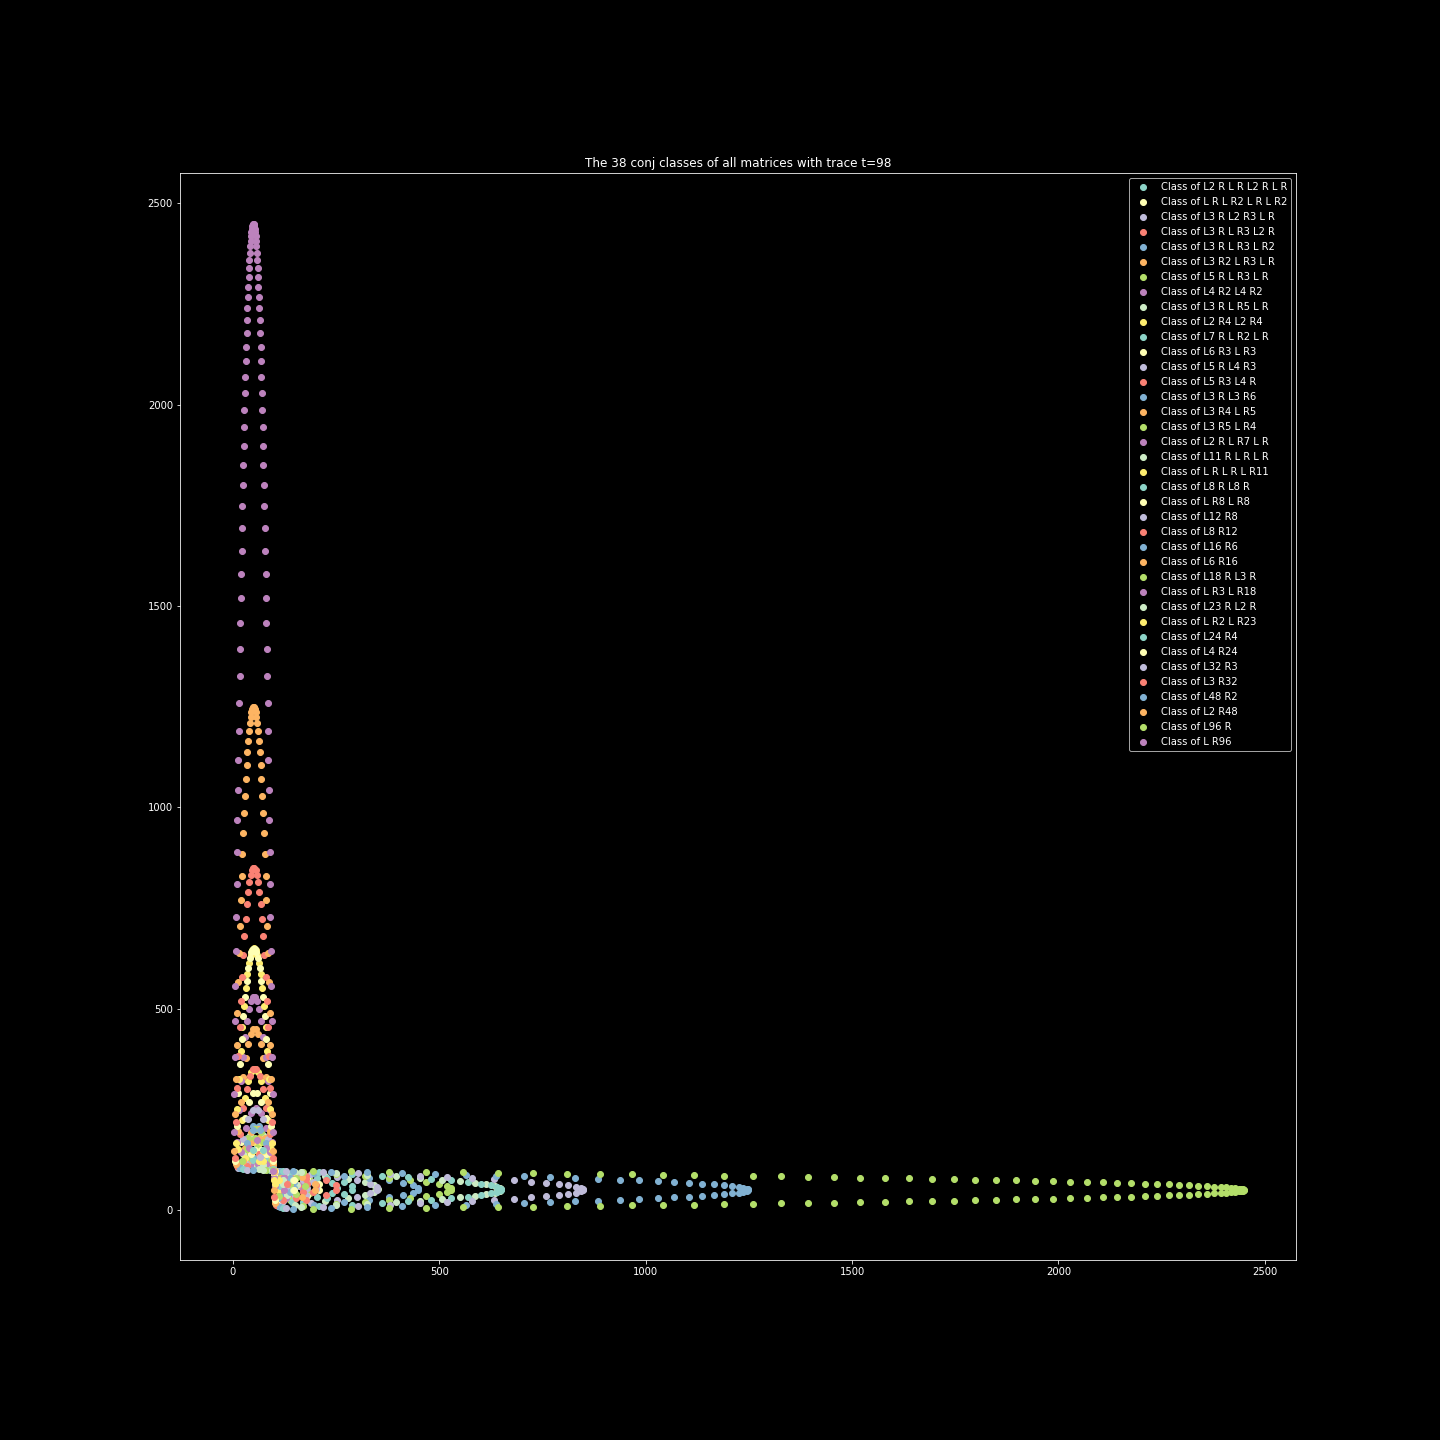 The 38 conj classes of all matrices with trace t=98
2500
2000
1500
1000
500
0
0 500 1000 1500 2000 2500
Class of L2 R L R L2 R L R
Class of L R L R2 L R L R2
Class of L3 R L2 R3 L R
Class of L3 R L R3 L2 R
Class of L3 R L R3 L R2
Class of L3 R2 L R3 L R
Class of L5 R L R3 L R
Class of L4 R2 L4 R2
Class of L3 R L R5 L R
Class of L2 R4 L2 R4
Class of L7 R L R2 L R
Class of L6 R3 L R3
Class of L5 R L4 R3
Class of L5 R3 L4 R
Class of L3 R L3 R6
Class of L3 R4 L R5
Class of L3 R5 L R4
Class of L2 R L R7 L R
Class of L11 R L R L R
Class of L R L R L R11
Class of L8 R L8 R
Class of L R8 L R8
Class of L12 R8
Class of L8 R12
Class of L16 R6
Class of L6 R16
Class of L18 R L3 R
Class of L R3 L R18
Class of L23 R L2 R
Class of L R2 L R23
Class of L24 R4
Class of L4 R24
Class of L32 R3
Class of L3 R32
Class of L48 R2
Class of L2 R48
Class of L96 R
Class of L R96